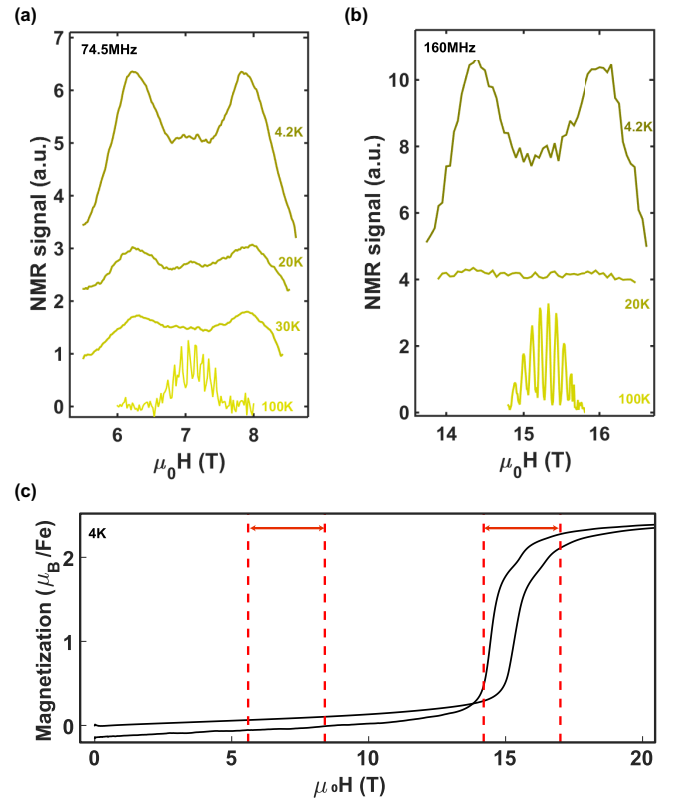 (a)
74.5MHz
7
6
5
4
3
2
1
0
NMR signal (a.u.)
4.2K
20K
30K
100K
6 7 8
μ0H (T)
(b)
160MHz
10
8
6
4
2
0
NMR signal (a.u.)
4.2K
20K
100K
14 15 16
μ0H (T)
(c)
4K
2
1
0
Magnetization (μB/Fe)
0 5 10 15 20
μ0H (T)